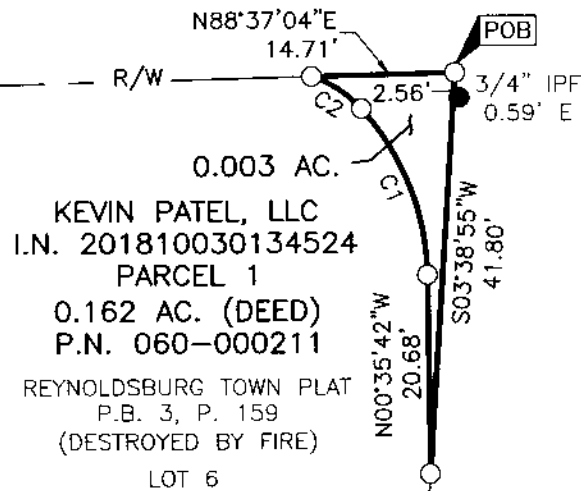 N88°37'04"E
14.71'
POB
R/W
2.56'
3/4" IPF
0.59' E
C2
0.003 AC.
C1
KEVIN PATEL, LLC
I.N. 201810030134524
PARCEL 1
0.162 AC. (DEED)
P.N. 060-000211
S03°38'55"W
41.80'
N00°35'42"W
20.68'
REYNOLDSBURG TOWN PLAT
P.B. 3, P. 159
(DESTROYED BY FIRE)
LOT 6